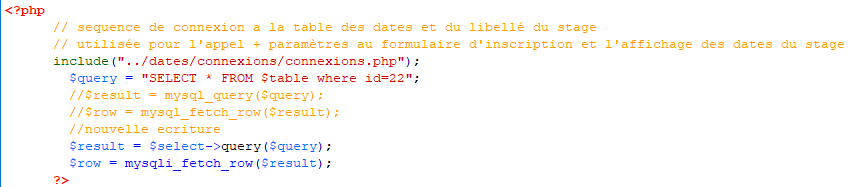 <?php
// sequence de connexion a la table des dates et du libellé du stage
// utilisée pour l'appel + paramètres au formulaire d'inscription et l'affichage des dates du stage
include("../dates/connexions/connexions.php");
$query = "SELECT * FROM $table where id=22";
//$result = mysql_query($query);
//$row = mysql_fetch_row($result);
//nouvelle ecriture
$result = $select->query($query);
$row = mysqli_fetch_row($result);
?>